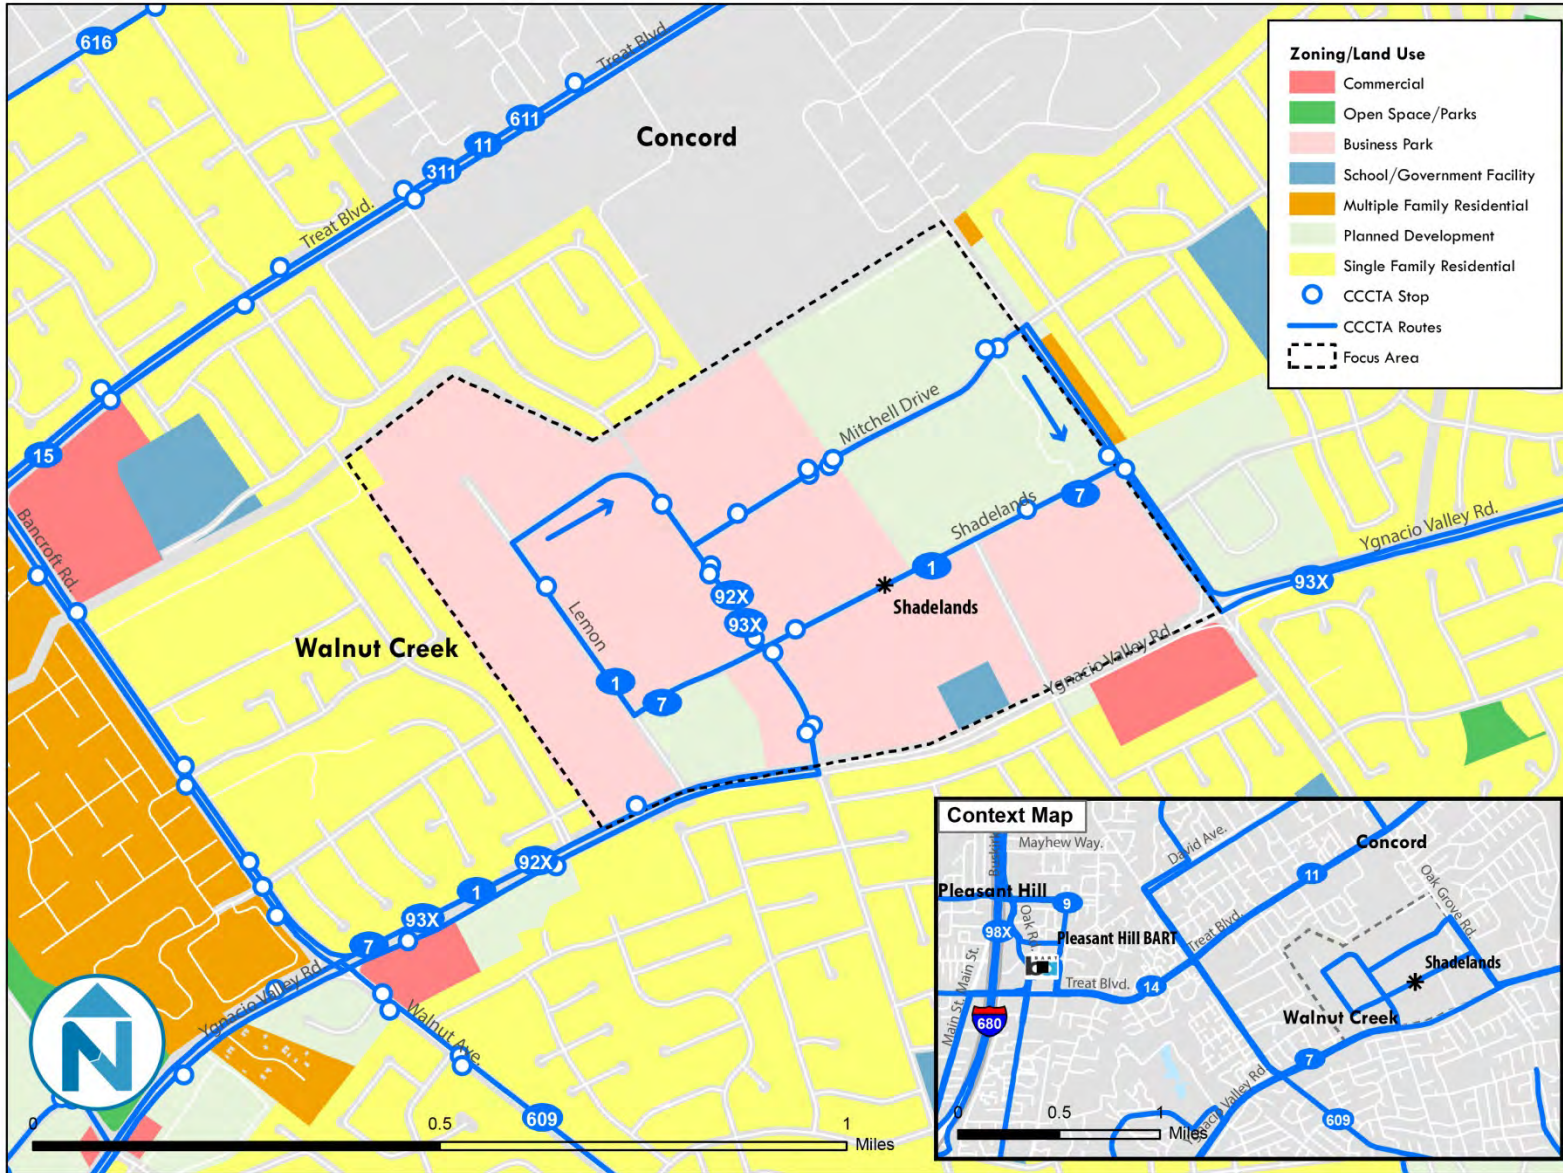 616
Treat Blvd.
611
11
311
Treat Blvd.
Concord
Zoning/Land Use
Commercial
Open Space/Parks
Business Park
School/Government Facility
Multiple Family Residential
Planned Development
Single Family Residential
CCCTA Stop
CCCTA Routes
Focus Area
15
Bancroft Rd.
Mitchell Drive
Shadelands
7
1
Shadelands
Ygnacio Valley Rd.
93X
92X
93X
Lemon
Walnut Creek
1
7
Ygnacio Valley Rd.
92X
1
93X
7
Ygnacio Valley Rd.
Walnut Ave.
609
N
0
0.5
1
Miles
Context Map
Mayhew Way.
David Ave.
Concord
11
Oak Grove Rd.
Pleasant Hill
9
Oak Rd.
98X
Pleasant Hill BART
Treat Blvd.
Shadelands
Main St.
Main St.
Treat Blvd.
14
680
Walnut Creek
7
Ygnacio Valley Rd.
609
0
0.5
1
Miles